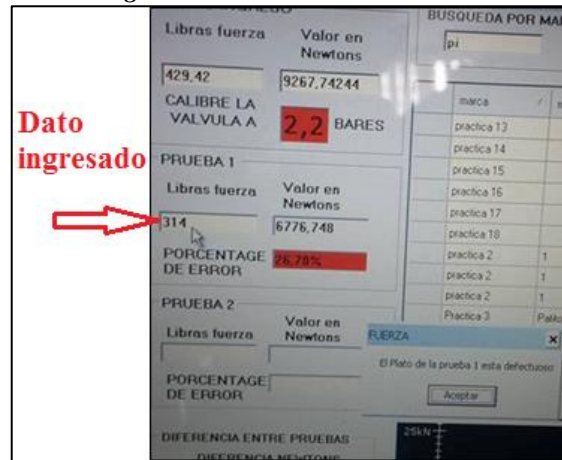 BUSQUEDA POR MAR
Libras fuerza
Valor en
Newtons
pi
429,42
9267,74244
CALIBRE LA
VALVULA A
2,2 BARES
marca
practica 13
practica 14
practica 15
practica 16
practica 17
practica 18
practica 2 1
practica 2 1
practica 2 1
Practica 3
Dato
ingresado
PRUEBA 1
Libras fuerza
Valor en
Newtons
314
6776,748
PORCENTAGE
DE ERROR
26,78%
PRUEBA 2
Libras fuerza
Valor en
Newtons
PORCENTAGE
DE ERROR
FUERZA
El Plato de la prueba 1 esta defectuoso
Aceptar
DIFERENCIA ENTRE PRUEBAS
DIFERENCIA NEWTONS
25kN